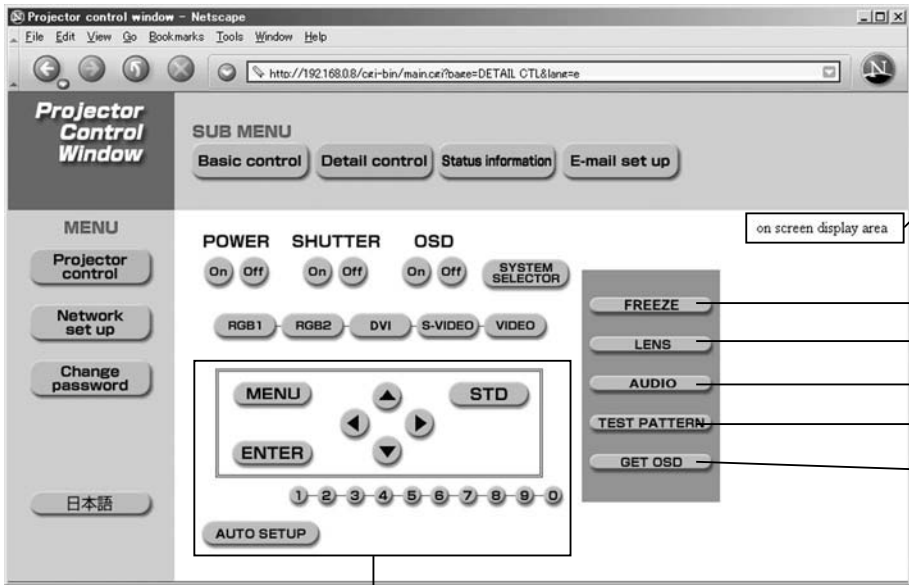 Projector control window - Netscape
File Edit View Go Bookmarks Tools Window Help
http://192.168.0.8/cgi-bin/main.cgi?page=DETAIL CTL&lang=e
Projector
Control
Window
SUB MENU
Basic control Detail control Status information E-mail set up
MENU
Projector
control
Network
set up
Change
password
日本語
on screen display area
POWER SHUTTER OSD
On Off On Off On Off SYSTEM
SELECTOR
RGB1 RGB2 DVI S-VIDEO VIDEO
MENU STD
ENTER
1 2 3 4 5 6 7 8 9 0
AUTO SETUP
FREEZE
LENS
AUDIO
TEST PATTERN
GET OSD